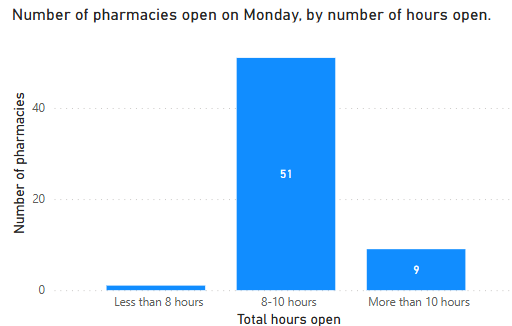 Number of pharmacies open on Monday, by number of hours open.
Number of pharmacies
40
20
0
51
9
Less than 8 hours
8-10 hours
More than 10 hours
Total hours open